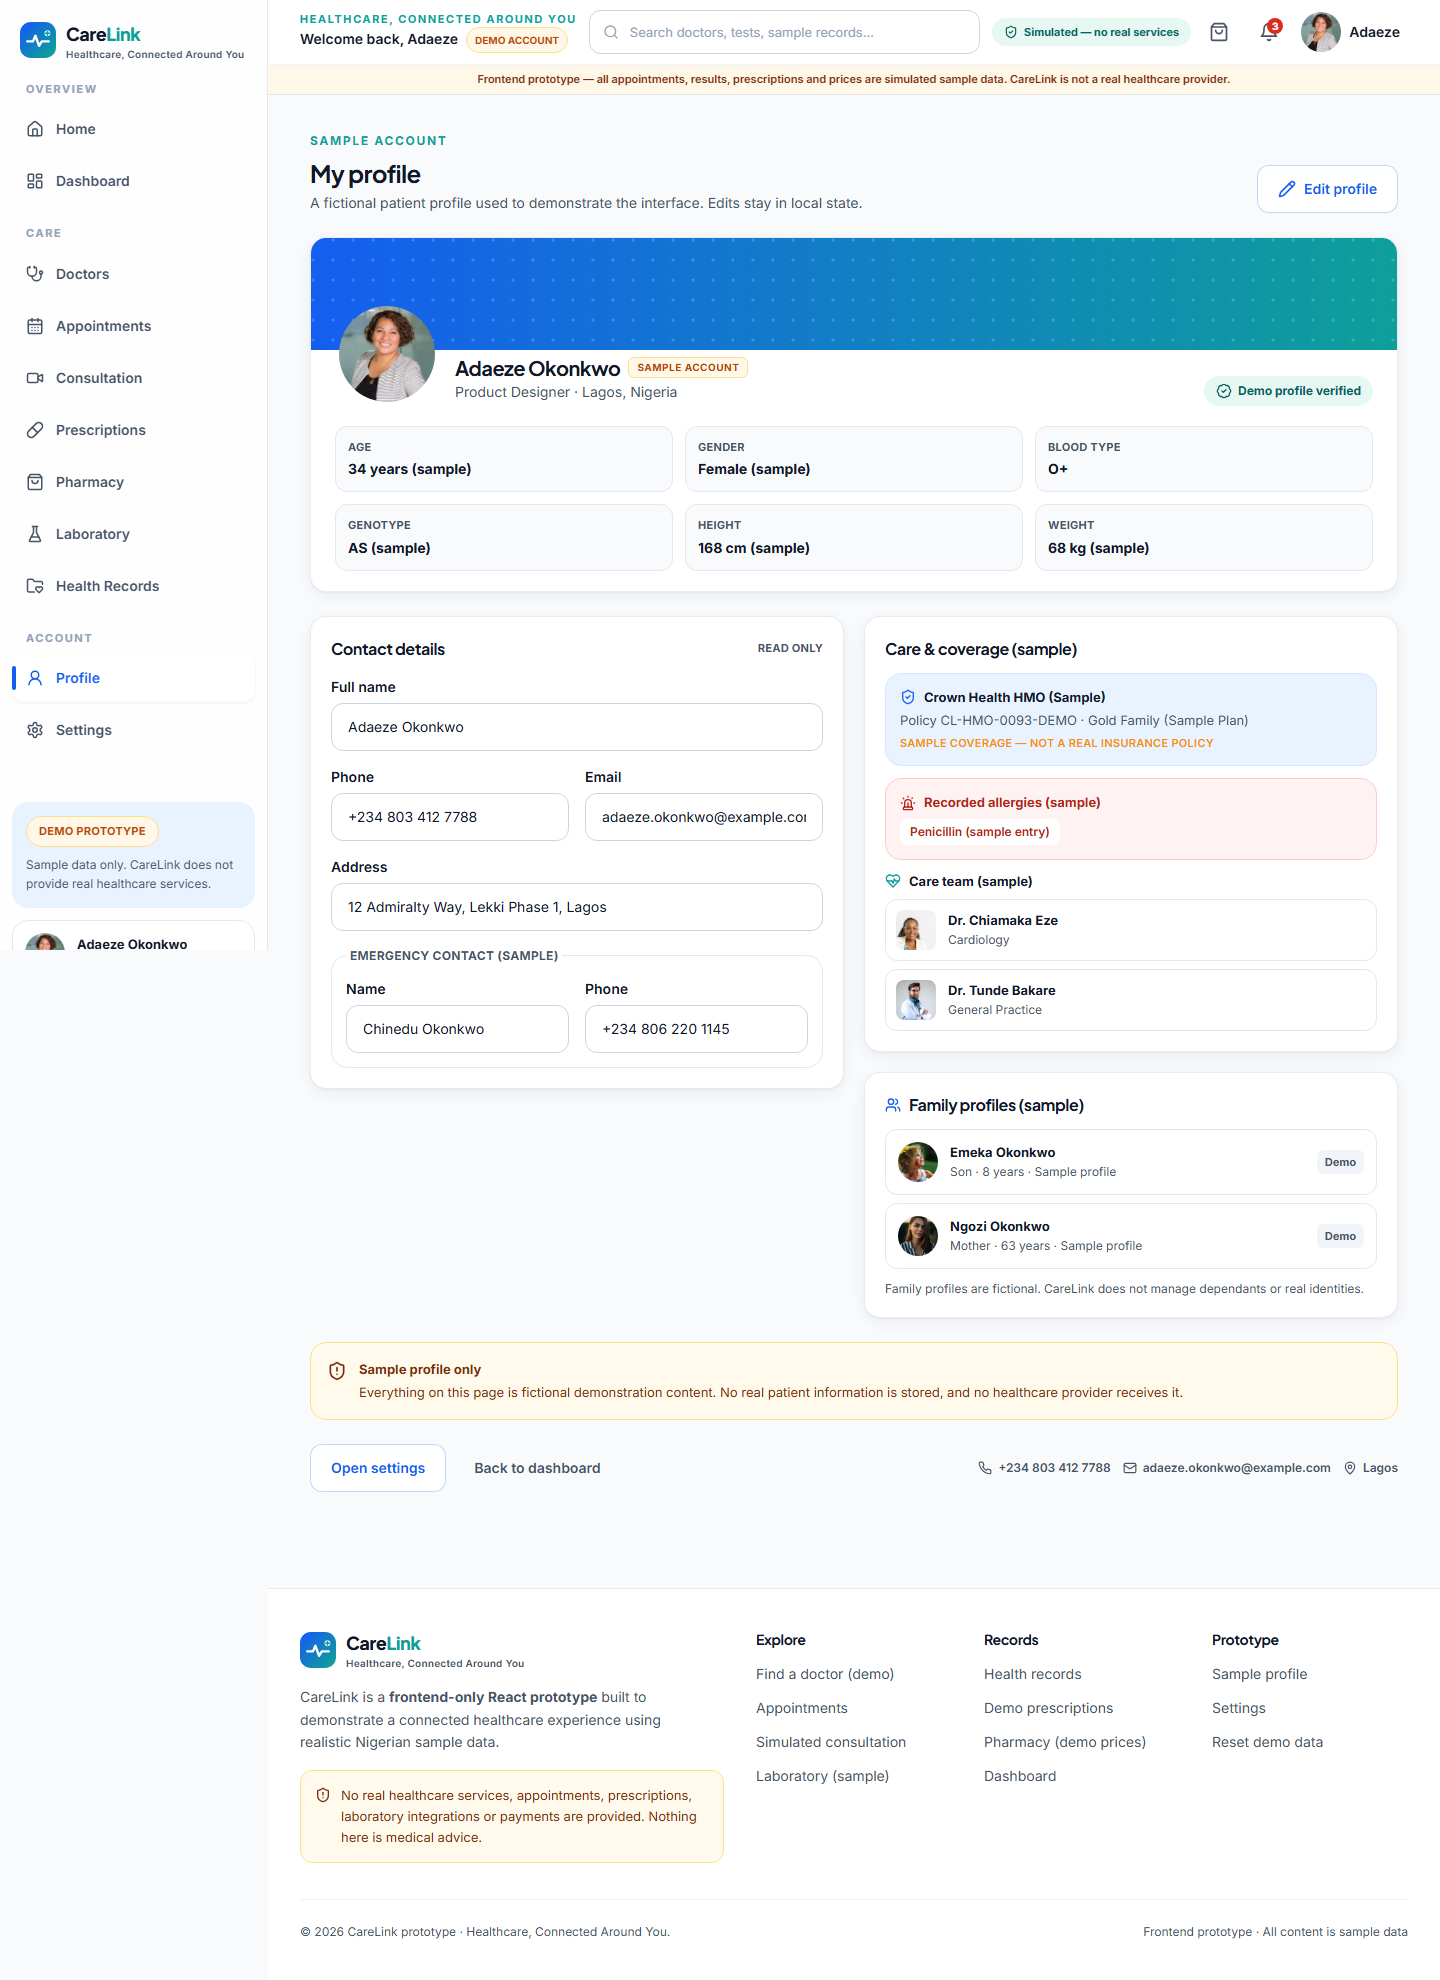 CareLink
Healthcare, Connected Around You
OVERVIEW
Home
Dashboard
CARE
Doctors
Appointments
Consultation
Prescriptions
Pharmacy
Laboratory
Health Records
ACCOUNT
Profile
Settings
DEMO PROTOTYPE
Sample data only. CareLink does not
provide real healthcare services.
Adaeze Okonkwo
HEALTHCARE, CONNECTED AROUND YOU
Welcome back, Adaeze DEMO ACCOUNT
Search doctors, tests, sample records...
Simulated — no real services
3
Adaeze
Frontend prototype — all appointments, results, prescriptions and prices are simulated sample data. CareLink is not a real healthcare provider.
SAMPLE ACCOUNT
My profile
A fictional patient profile used to demonstrate the interface. Edits stay in local state.
Edit profile
Adaeze Okonkwo SAMPLE ACCOUNT
Product Designer · Lagos, Nigeria
Demo profile verified
AGE
34 years (sample)
GENDER
Female (sample)
BLOOD TYPE
O+
GENOTYPE
AS (sample)
HEIGHT
168 cm (sample)
WEIGHT
68 kg (sample)
Contact details
READ ONLY
Full name
Adaeze Okonkwo
Phone
+234 803 412 7788
Email
adaeze.okonkwo@example.cor
Address
12 Admiralty Way, Lekki Phase 1, Lagos
EMERGENCY CONTACT (SAMPLE)
Name
Chinedu Okonkwo
Phone
+234 806 220 1145
Care & coverage (sample)
Crown Health HMO (Sample)
Policy CL-HMO-0093-DEMO · Gold Family (Sample Plan)
SAMPLE COVERAGE — NOT A REAL INSURANCE POLICY
Recorded allergies (sample)
Penicillin (sample entry)
Care team (sample)
Dr. Chiamaka Eze
Cardiology
Dr. Tunde Bakare
General Practice
Family profiles (sample)
Emeka Okonkwo
Son · 8 years · Sample profile
Demo
Ngozi Okonkwo
Mother · 63 years · Sample profile
Demo
Family profiles are fictional. CareLink does not manage dependants or real identities.
Sample profile only
Everything on this page is fictional demonstration content. No real patient information is stored, and no healthcare provider receives it.
Open settings
Back to dashboard
+234 803 412 7788
adaeze.okonkwo@example.com
Lagos
CareLink
Healthcare, Connected Around You
CareLink is a frontend-only React prototype built to
demonstrate a connected healthcare experience using
realistic Nigerian sample data.
No real healthcare services, appointments, prescriptions,
laboratory integrations or payments are provided. Nothing
here is medical advice.
Explore
Find a doctor (demo)
Appointments
Simulated consultation
Laboratory (sample)
Records
Health records
Demo prescriptions
Pharmacy (demo prices)
Dashboard
Prototype
Sample profile
Settings
Reset demo data
© 2026 CareLink prototype · Healthcare, Connected Around You.
Frontend prototype · All content is sample data